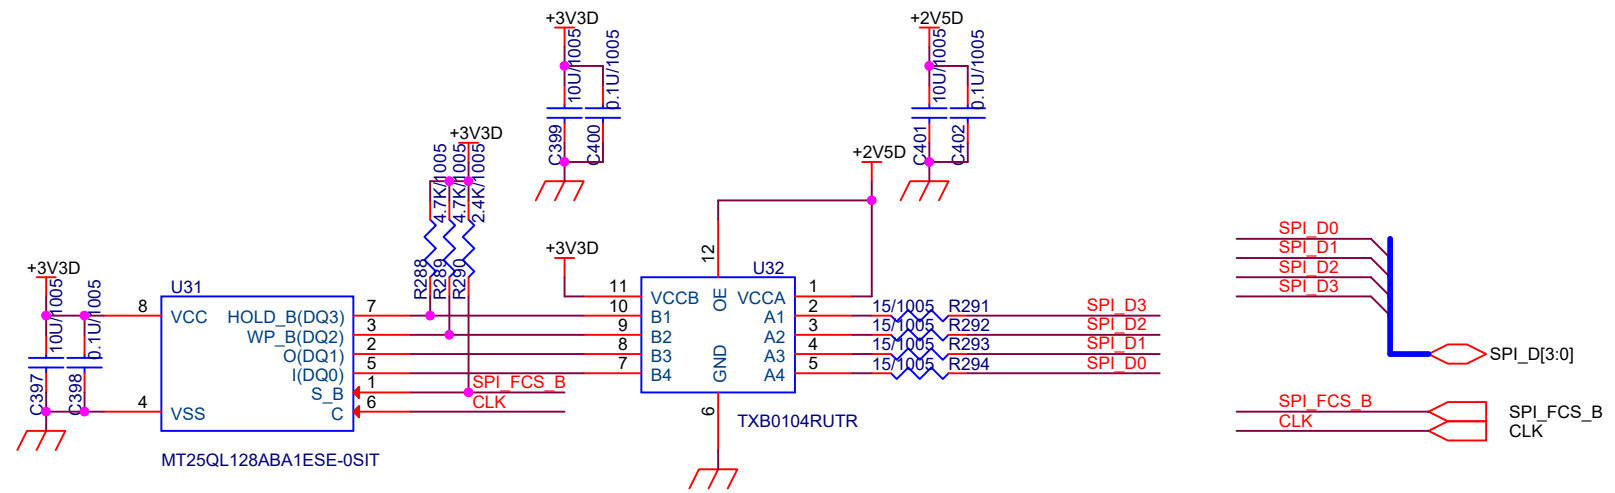 +3V3D
10U/1005
0.1U/1005
C399
C400
+2V5D
10U/1005
0.1U/1005
C401
C402
+3V3D
4.7K/1005
4.7K/1005
2.4K/1005
R288
R289
R290
+2V5D
+3V3D
+3V3D
10U/1005
0.1U/1005
C397
C398
U31
8 VCC
4 VSS
HOLD_B(DQ3) 7
WP_B(DQ2) 3
O(DQ1) 2
I(DQ0) 5
S_B 1 SPI_FCS_B
C 6 CLK
MT25QL128ABA1ESE-0SIT
U32
12
OE
11 VCCB
10 B1
9 B2
8 B3
7 B4
VCCA 1
A1 2 15/1005 R291 SPI_D3
A2 3 15/1005 R292 SPI_D2
A3 4 15/1005 R293 SPI_D1
A4 5 15/1005 R294 SPI_D0
GND
6
TXB0104RUTR
SPI_D0
SPI_D1
SPI_D2
SPI_D3
SPI_D[3:0]
SPI_FCS_B SPI_FCS_B
CLK CLK